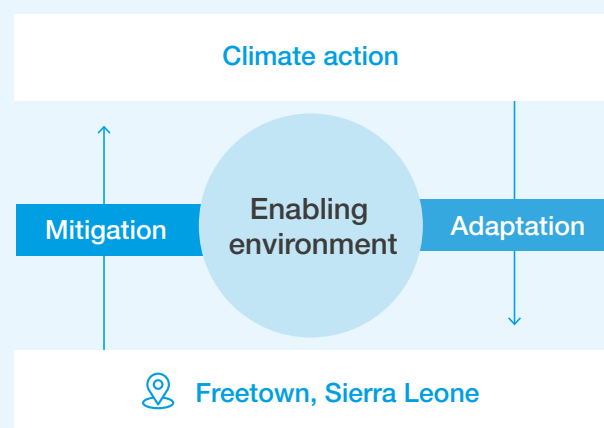 Climate action
Mitigation
Enabling
environment
Adaptation
Freetown, Sierra Leone